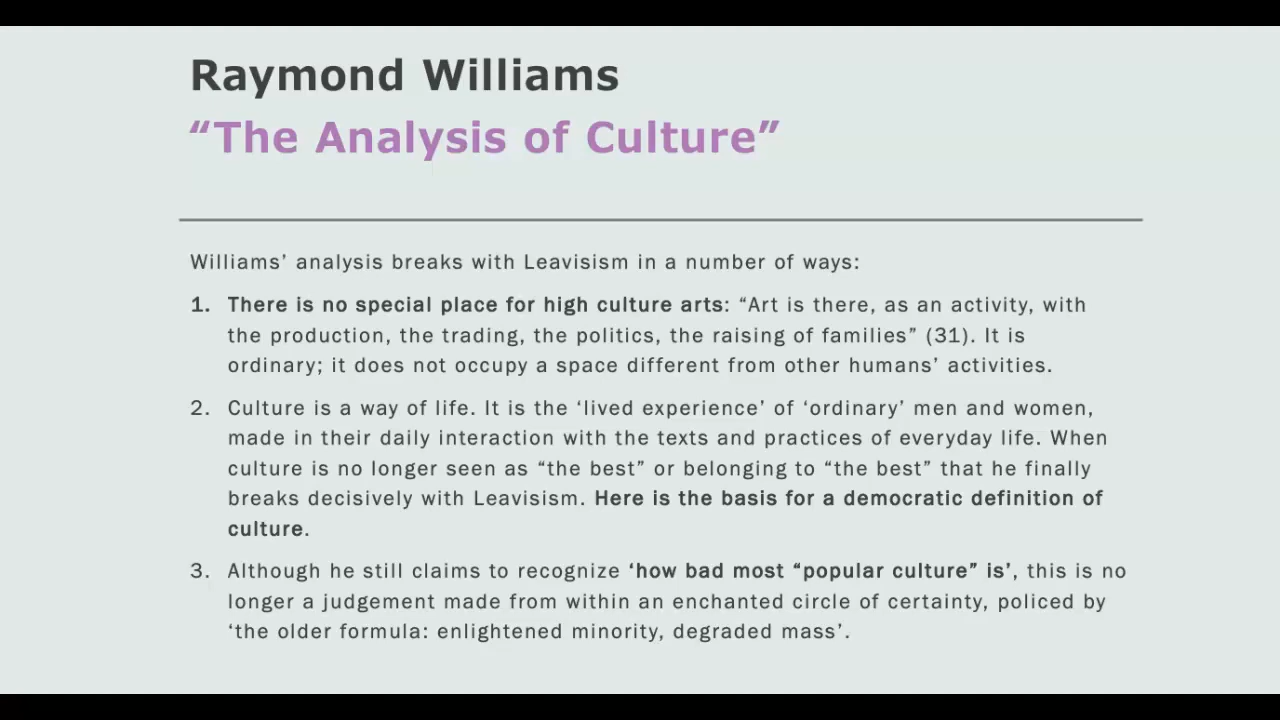 Raymond Williams
“The Analysis of Culture”
Williams’ analysis breaks with Leavisism in a number of ways:
1. There is no special place for high culture arts: “Art is there, as an activity, with
the production, the trading, the politics, the raising of families” (31). It is
ordinary; it does not occupy a space different from other humans’ activities.
2. Culture is a way of life. It is the ‘lived experience’ of ‘ordinary’ men and women,
made in their daily interaction with the texts and practices of everyday life. When
culture is no longer seen as “the best” or belonging to “the best” that he finally
breaks decisively with Leavisism. Here is the basis for a democratic definition of
culture.
3. Although he still claims to recognize ‘how bad most “popular culture” is’, this is no
longer a judgement made from within an enchanted circle of certainty, policed by
‘the older formula: enlightened minority, degraded mass’.